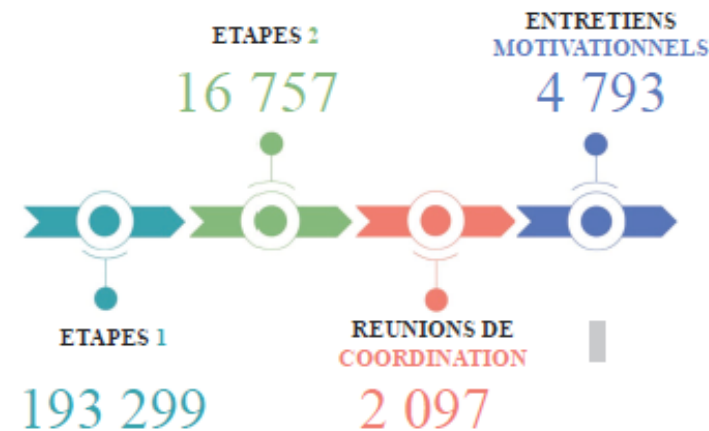 ETAPES 2
16 757
ENTRETIENS
MOTIVATIONNELS
4 793
ETAPES 1
193 299
REUNIONS DE
COORDINATION
2 097